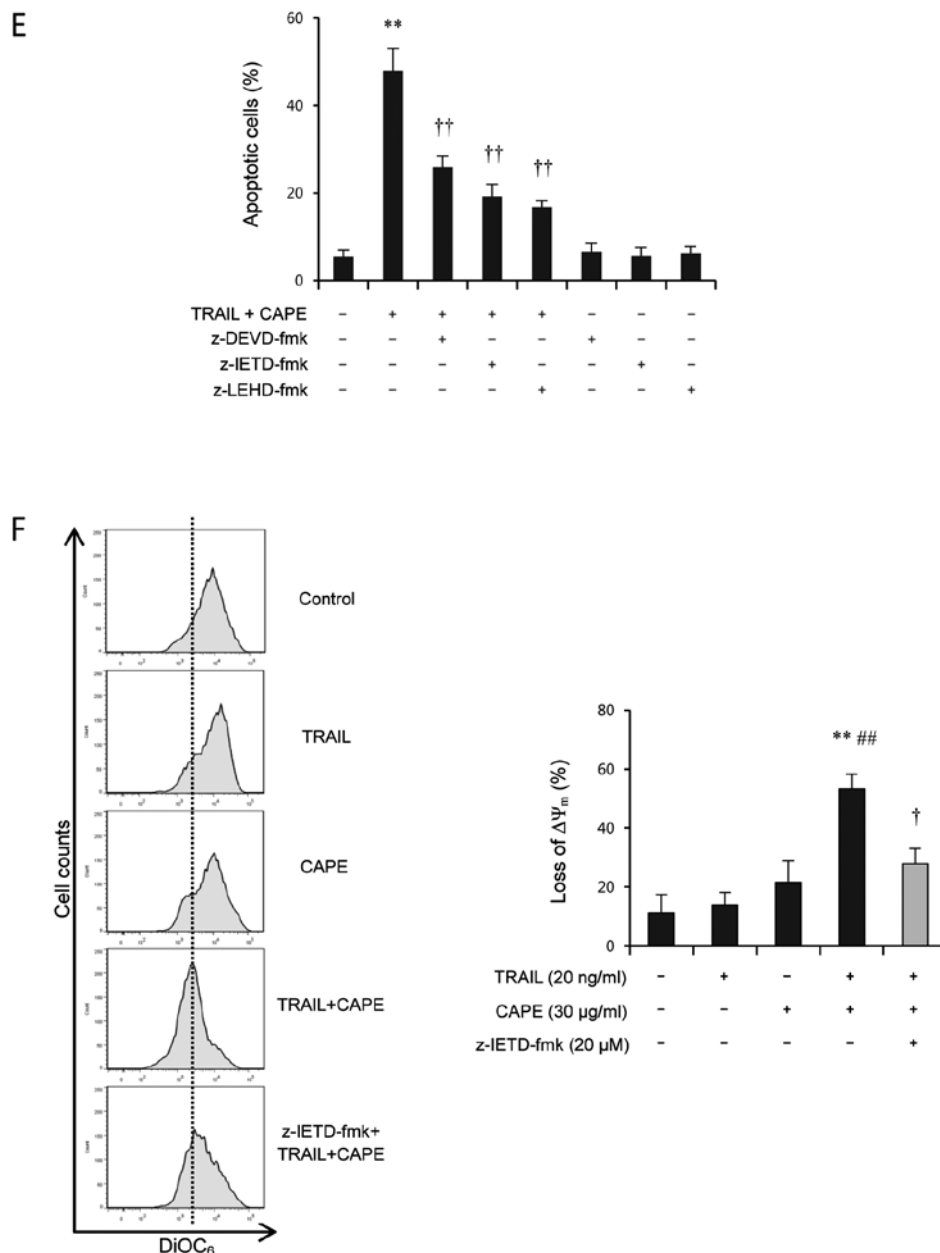 E
60
40
20
0
Apoptotic cells (%)
**
††
††
††
TRAIL + CAPE – + + + + – – –
z-DEVD-fmk – – + – – + – –
z-IETD-fmk – – – + – – + –
z-LEHD-fmk – – – – + – – +
F
Cell counts
Control
TRAIL
CAPE
TRAIL+CAPE
z-IETD-fmk+
TRAIL+CAPE
DiOC₆
80
60
40
20
0
Loss of ΔΨm (%)
** ##
†
TRAIL (20 ng/ml) – + – + +
CAPE (30 μg/ml) – – + + +
z-IETD-fmk (20 μM) – – – – +